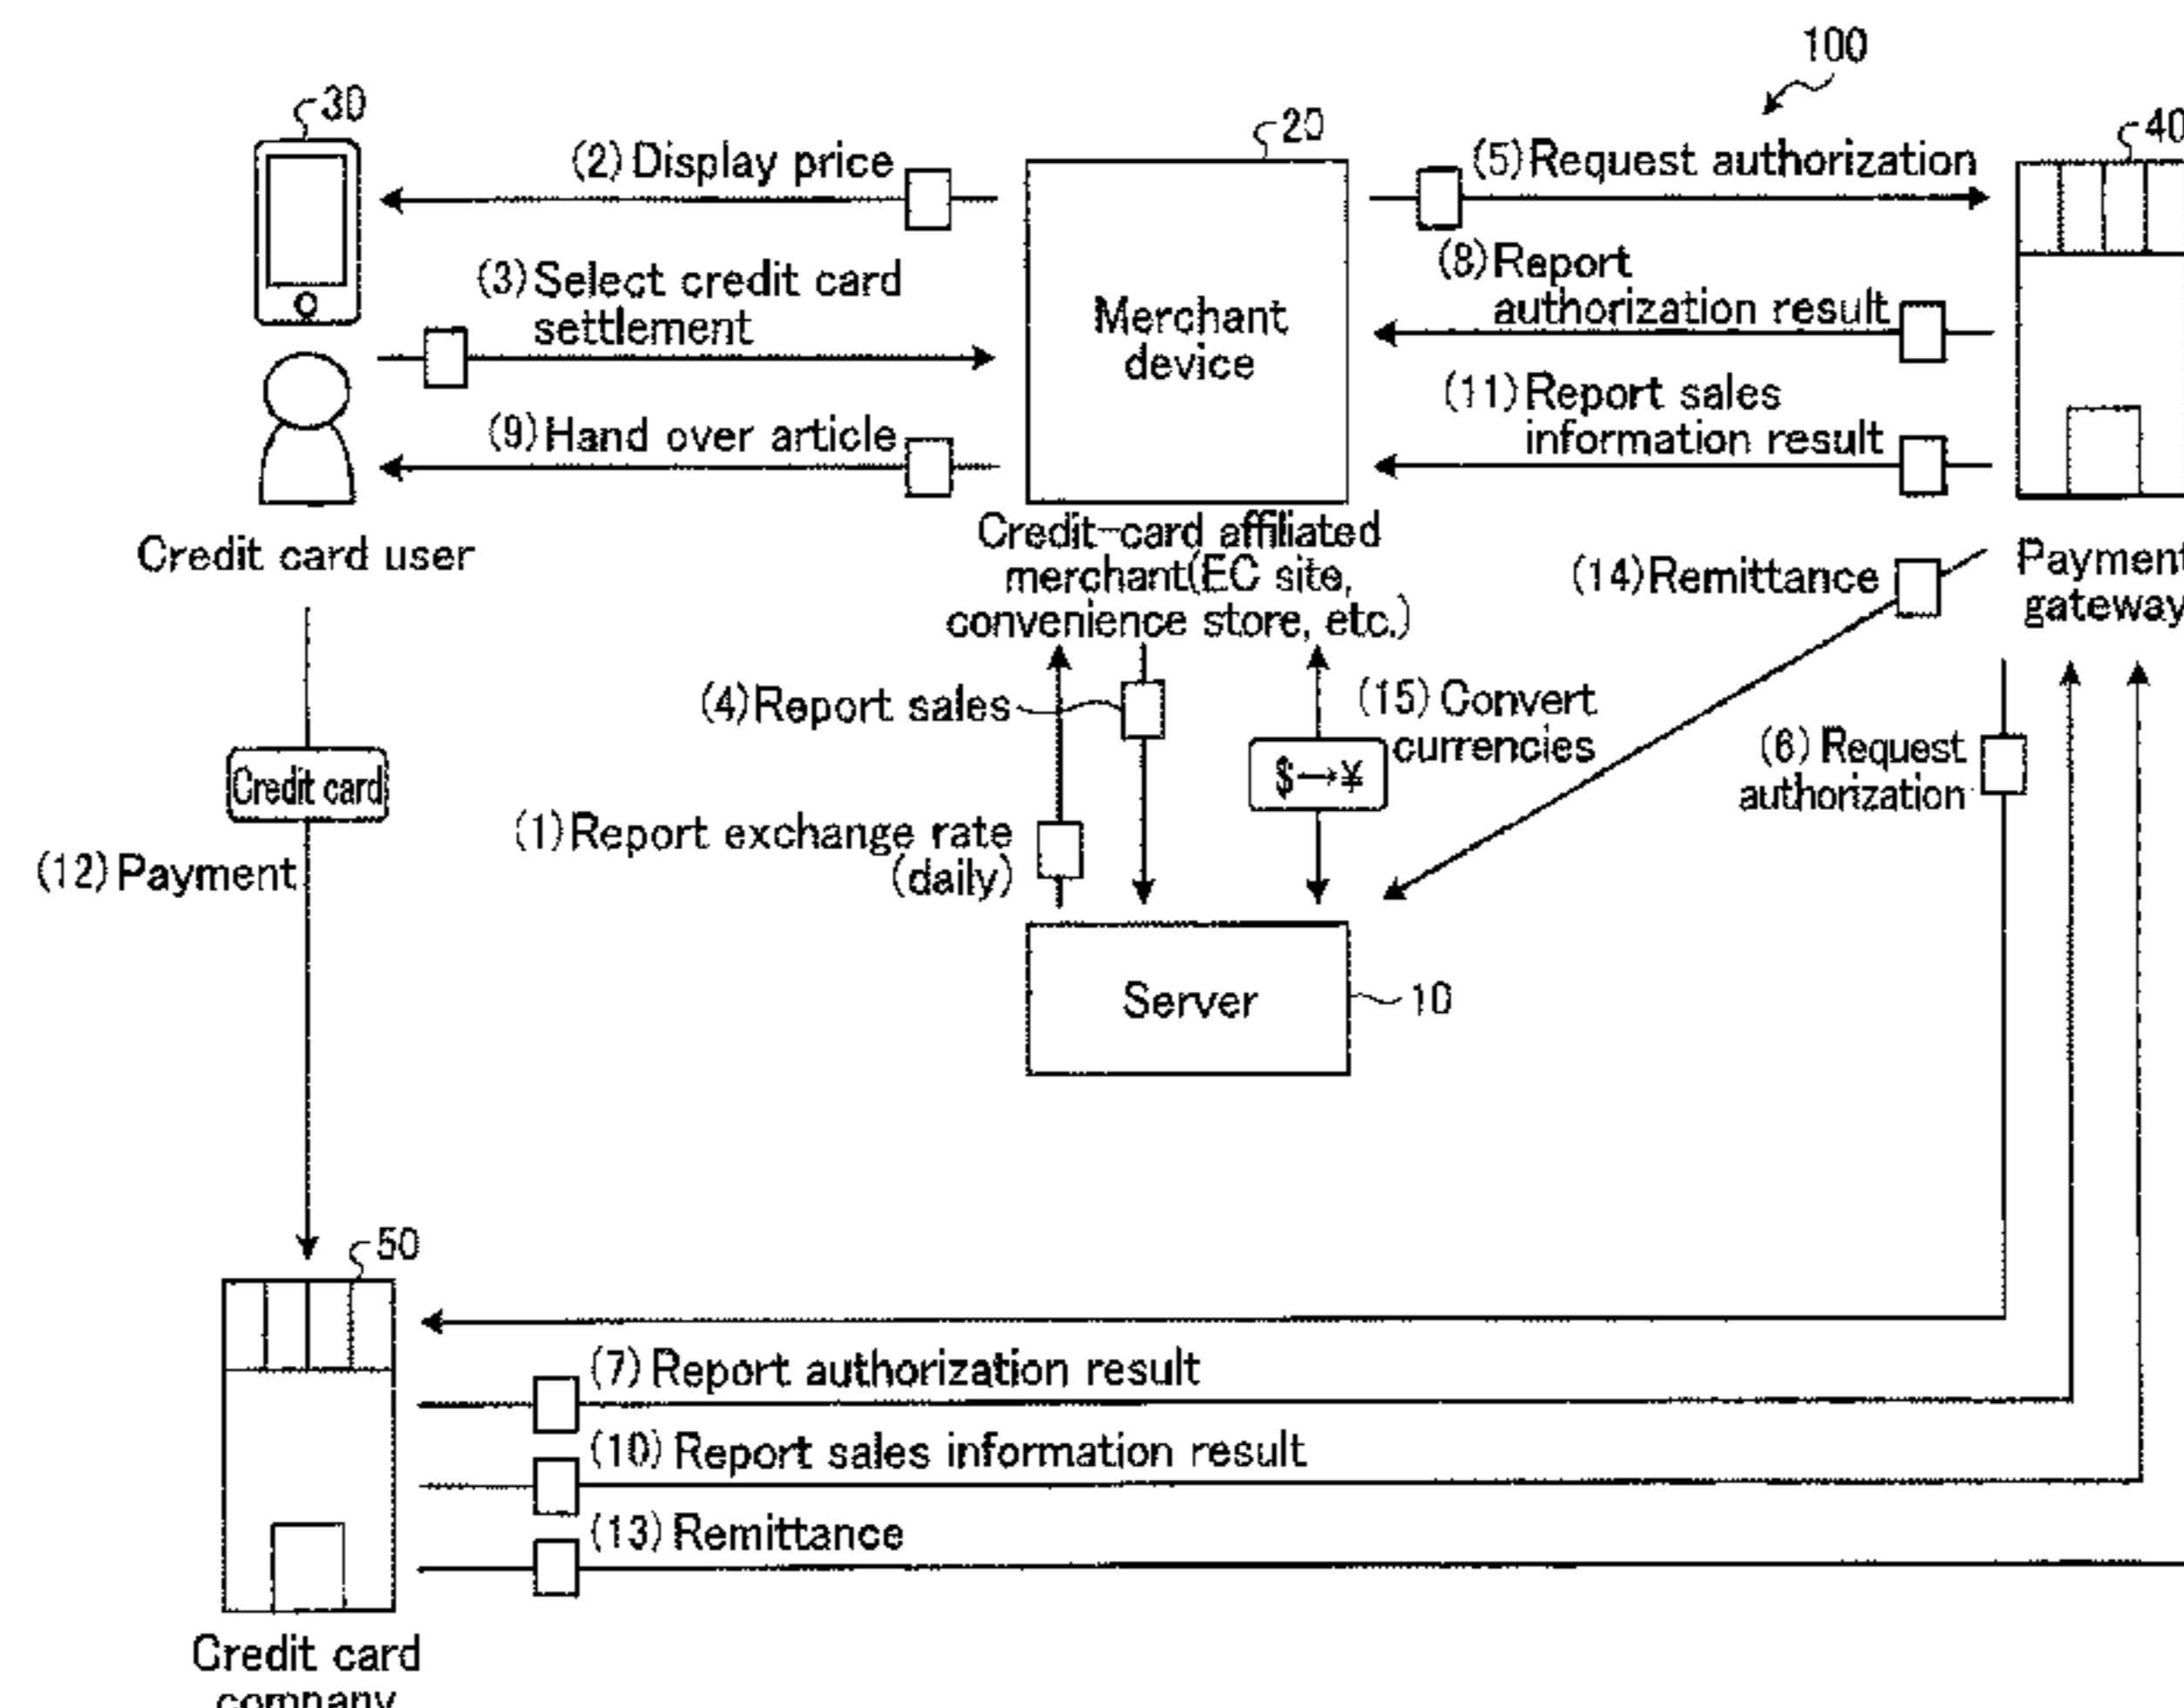 100
30
20
40
(2) Display price
(5) Request authorization
(3) Select credit card
settlement
(8) Report
authorization result
Merchant
device
(11) Report sales
information result
(9) Hand over article
Credit card user
Credit-card affiliated
merchant(EC site,
convenience store, etc.)
(14) Remittance
Payment
gateway
(4) Report sales
(15) Convert
currencies
$→¥
(6) Request
authorization
Credit card
(1) Report exchange rate
(daily)
(12) Payment
Server
10
50
(7) Report authorization result
(10) Report sales information result
(13) Remittance
Credit card
company